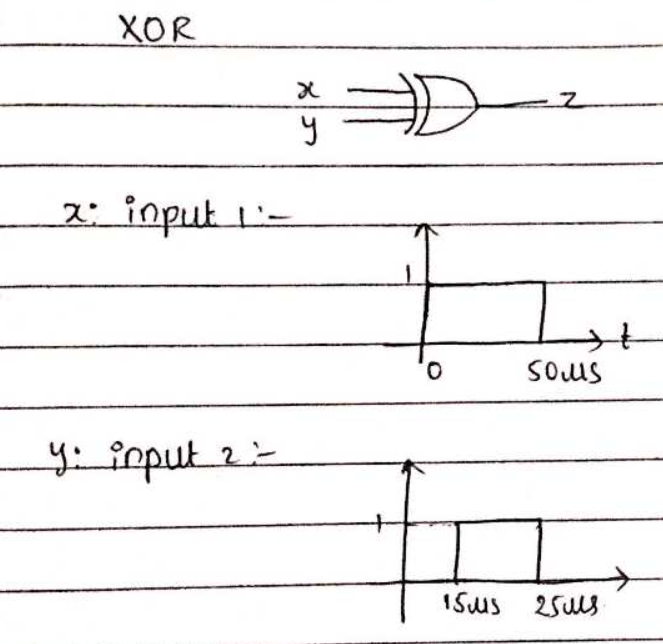 XOR
x
y
z
x: input 1:-
1
t
0 50μs
y: input 2:-
1
15μs 25μs